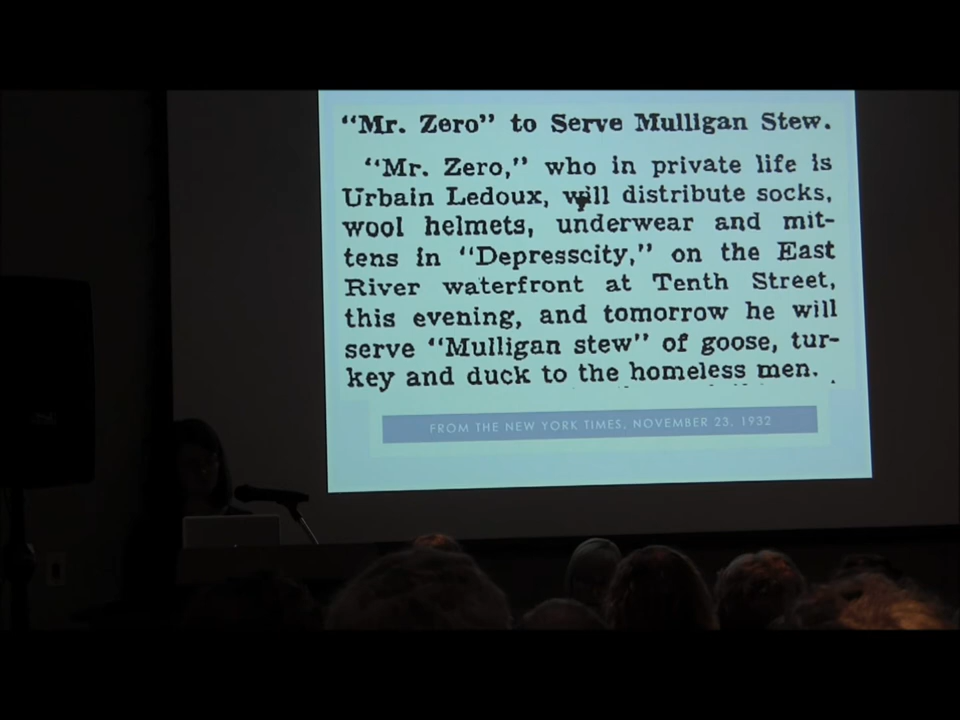 “Mr. Zero” to Serve Mulligan Stew.
“Mr. Zero,” who in private life is
Urbain Ledoux, will distribute socks,
wool helmets, underwear and mit-
tens in “Depresscity,” on the East
River waterfront at Tenth Street,
this evening, and tomorrow he will
serve “Mulligan stew” of goose, tur-
key and duck to the homeless men.
FROM THE NEW YORK TIMES, NOVEMBER 23, 1932